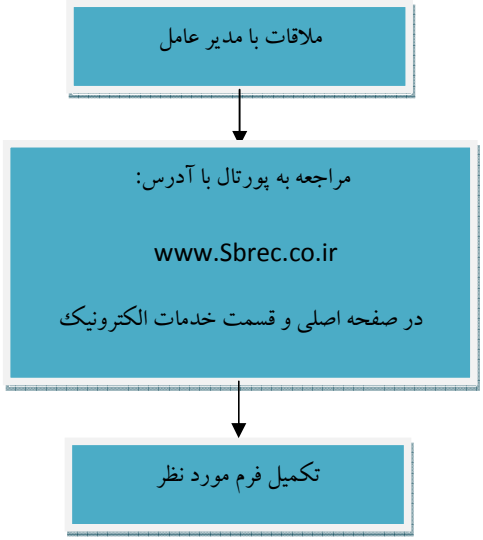 ملاقات با مدیر عامل
مراجعه به پورتال با آدرس:
www.Sbrec.co.ir
در صفحه اصلی و قسمت خدمات الکترونیک
تکمیل فرم مورد نظر